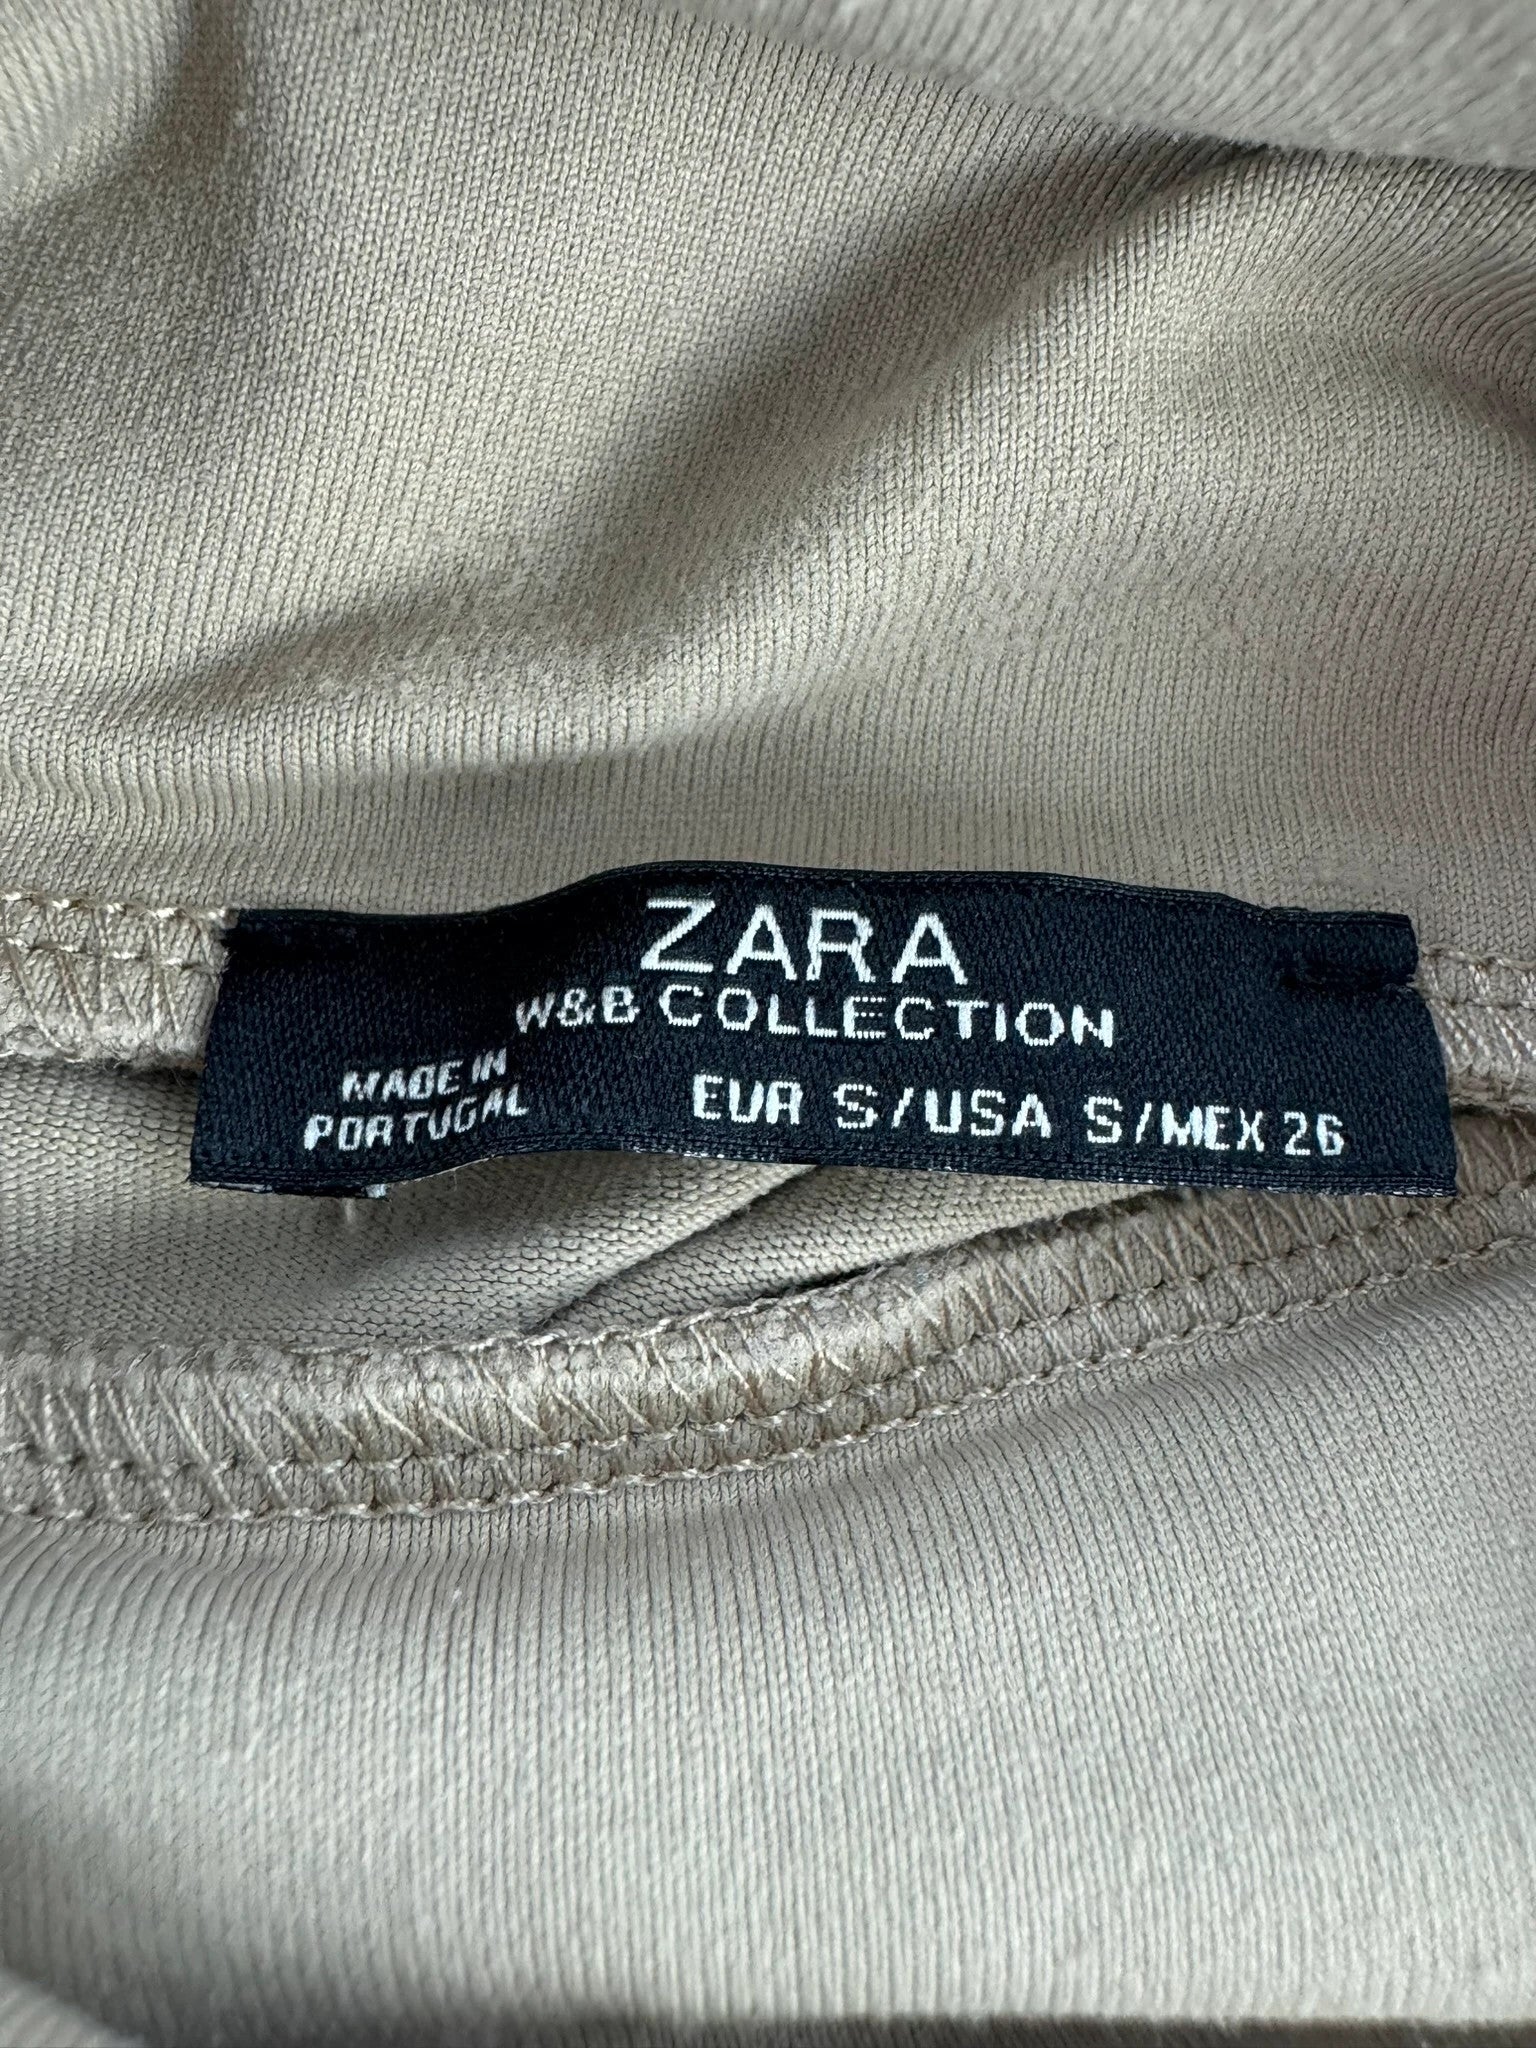 ZARA
W&B COLLECTION
MADE IN
PORTUGAL
EUR S/USA S/MEX 26